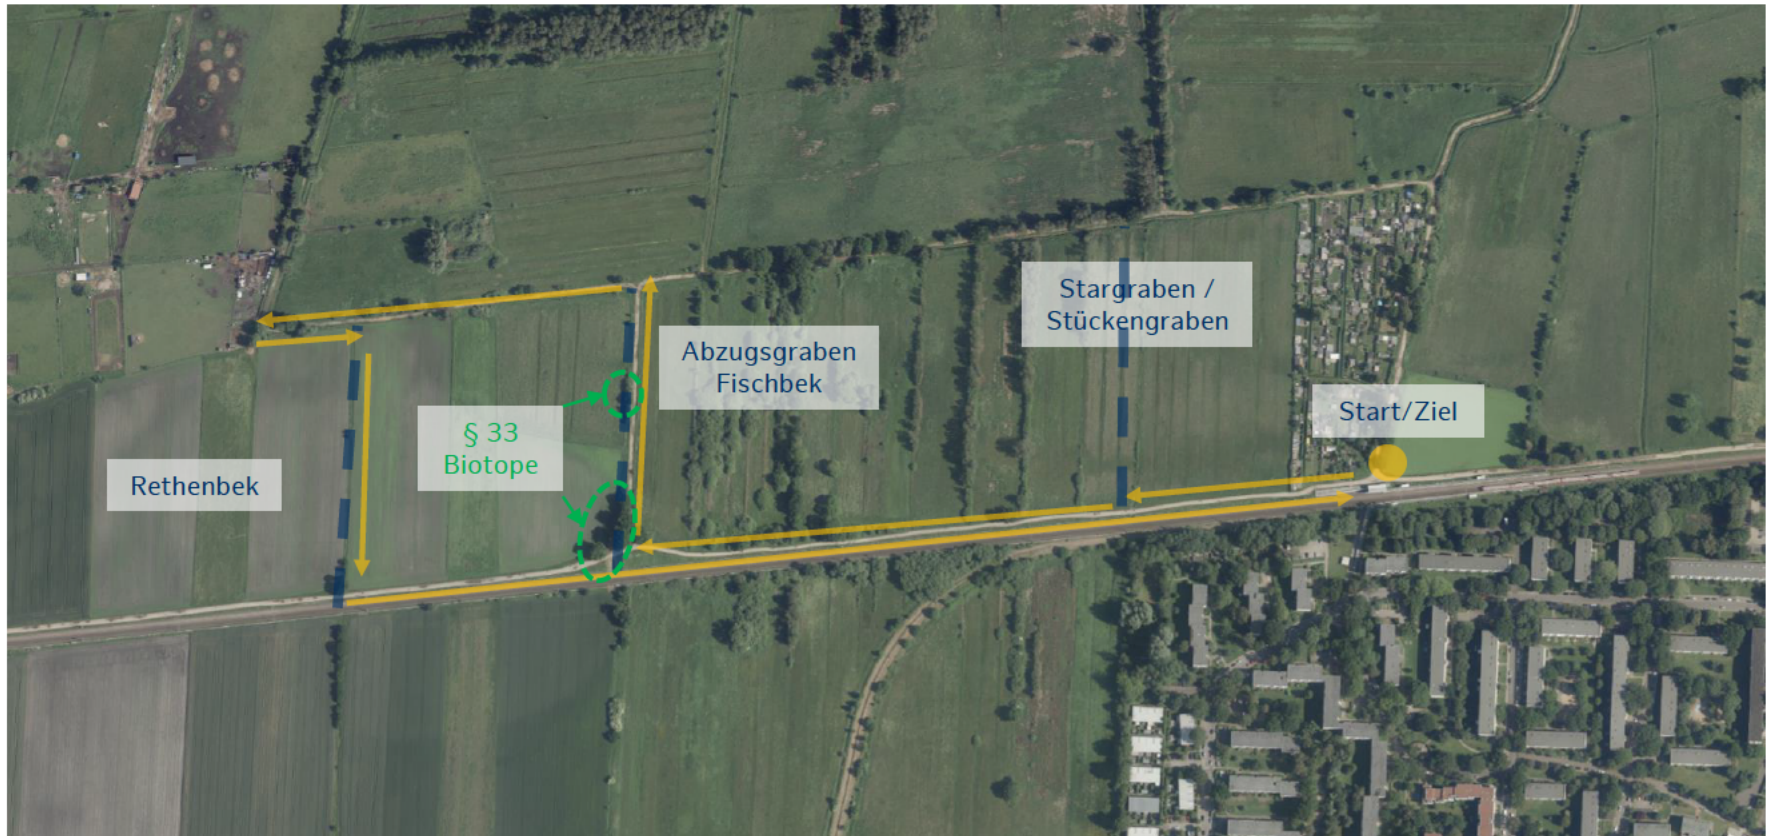 Stargraben /
Stückengraben
Abzugsgraben
Fischbek
Start/Ziel
§ 33
Biotope
Rethenbek